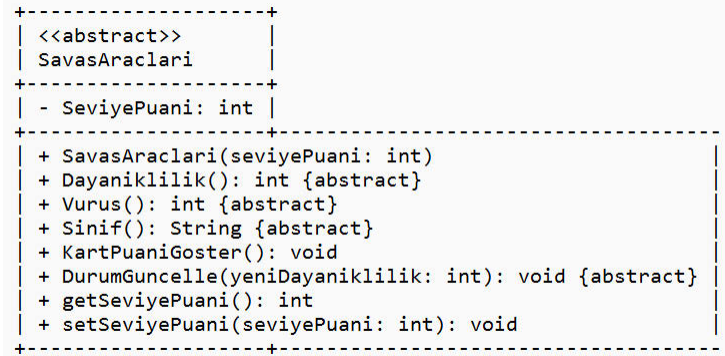 <<abstract>>
SavasAraclari
- SeviyePuani: int
+ SavasAraclari(seviyePuani: int)
+ Dayaniklilik(): int {abstract}
+ Vurus(): int {abstract}
+ Sinif(): String {abstract}
+ KartPuaniGoster(): void
+ DurumGuncelle(yeniDayaniklilik: int): void {abstract}
+ getSeviyePuani(): int
+ setSeviyePuani(seviyePuani: int): void